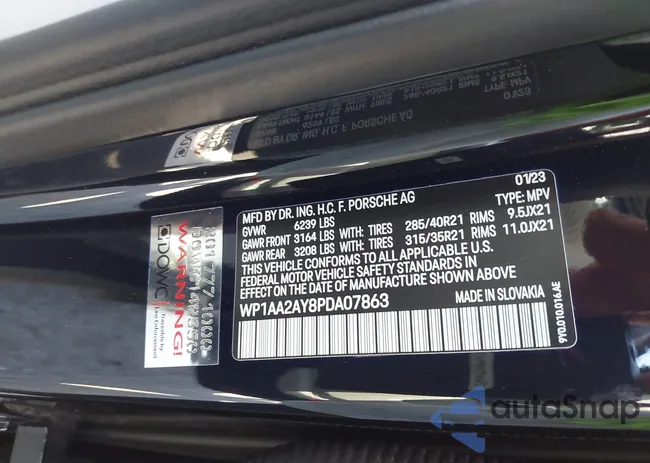 MFD BY DR. ING. H.C. F. PORSCHE AG 01/23
GVWR 6239 LBS TYPE: MPV
GAWR FRONT 3164 LBS WITH: TIRES 285/40R21 RIMS 9.5JX21
GAWR REAR 3208 LBS WITH: TIRES 315/35R21 RIMS 11.0JX21
THIS VEHICLE CONFORMS TO ALL APPLICABLE U.S.
FEDERAL MOTOR VEHICLE SAFETY STANDARDS IN
EFFECT ON THE DATE OF MANUFACTURE SHOWN ABOVE
WP1AA2AY8PDA07863 MADE IN SLOVAKIA
9Y0.010.016.AE
WARNING!
autoSnap